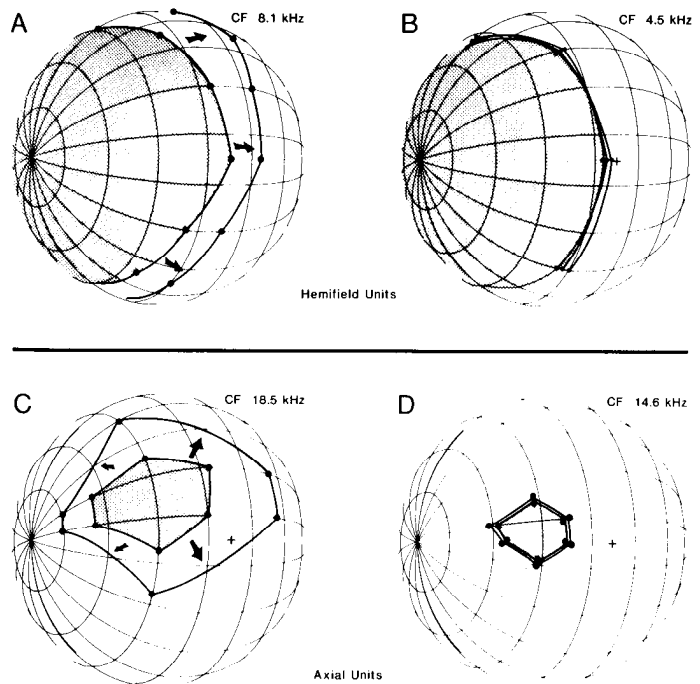 A
CF 8.1 kHz
B
CF 4.5 kHz
Hemifield Units
C
CF 18.5 kHz
D
CF 14.6 kHz
Axial Units